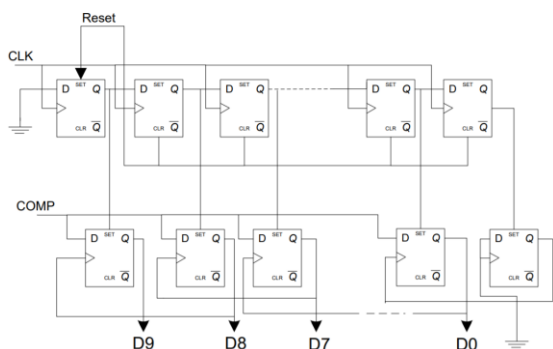 Reset
CLK
D SET Q
CLR Q̅
D SET Q
CLR Q̅
D SET Q
CLR Q̅
D SET Q
CLR Q̅
D SET Q
CLR Q̅
COMP
D SET Q
CLR Q̅
D SET Q
CLR Q̅
D SET Q
CLR Q̅
D SET Q
CLR Q̅
D SET Q
CLR Q̅
D9 D8 D7 D0